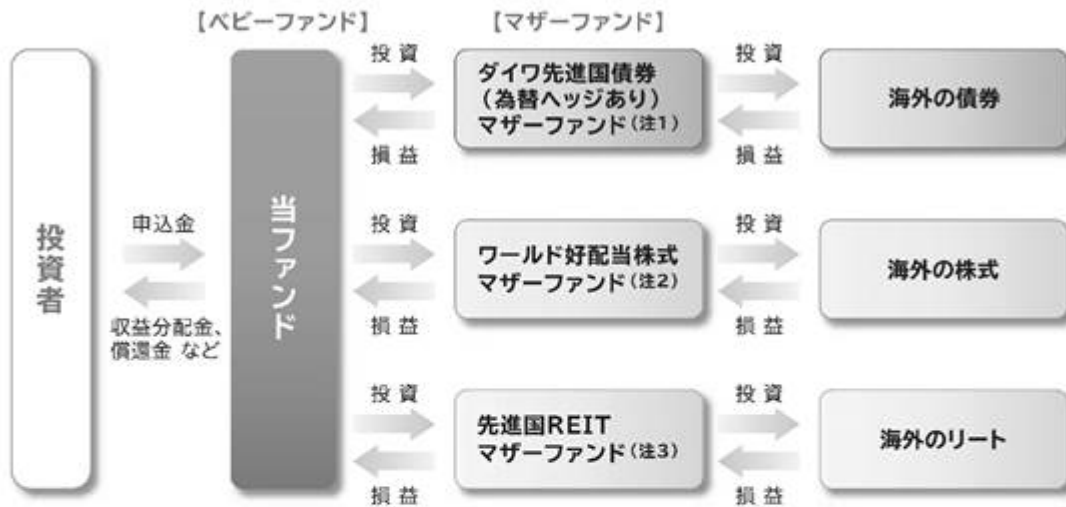 【ベビーファンド】
【マザーファンド】
投資者
申込金
収益分配金、
償還金 など
当ファンド
投資
損益
ダイワ先進国債券
(為替ヘッジあり)
マザーファンド(注1)
投資
損益
海外の債券
投資
損益
ワールド好配当株式
マザーファンド(注2)
投資
損益
海外の株式
投資
損益
先進国REIT
マザーファンド(注3)
投資
損益
海外のリート